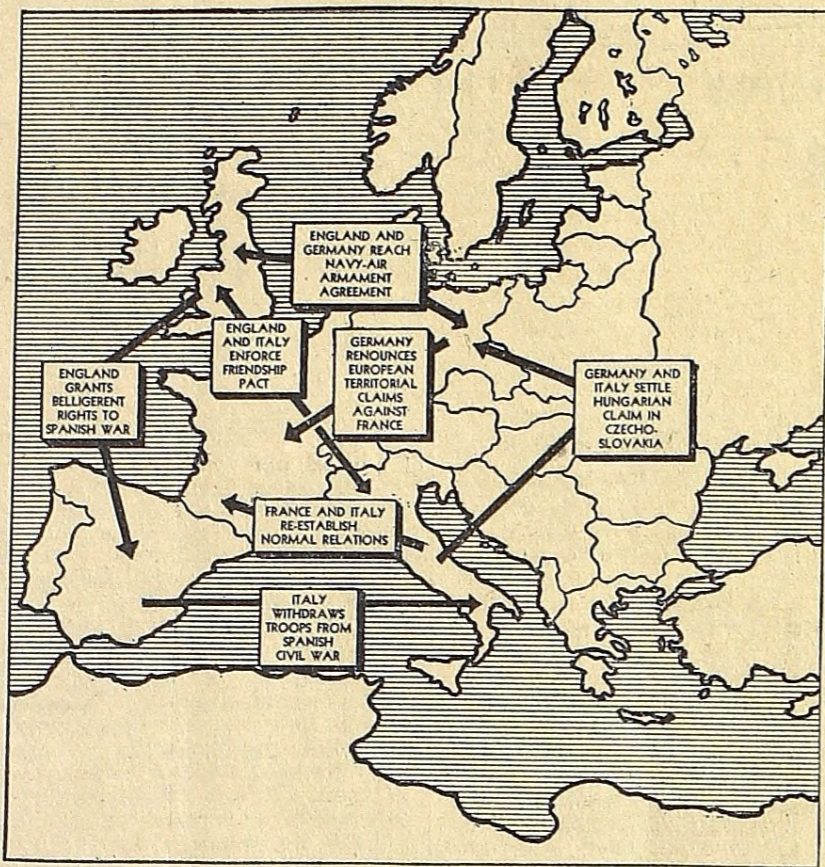 ENGLAND AND
GERMANY REACH
NAVY-AIR
ARMAMENT
AGREEMENT
ENGLAND
AND ITALY
ENFORCE
FRIENDSHIP
PACT
GERMANY
RENOUNCES
EUROPEAN
TERRITORIAL
CLAIMS
AGAINST
FRANCE
ENGLAND
GRANTS
BELLIGERENT
RIGHTS TO
SPANISH WAR
GERMANY AND
ITALY SETTLE
HUNGARIAN
CLAIM IN
CZECHO-
SLOVAKIA
FRANCE AND ITALY
RE-ESTABLISH
NORMAL RELATIONS
ITALY
WITHDRAWS
TROOPS FROM
SPANISH
CIVIL WAR